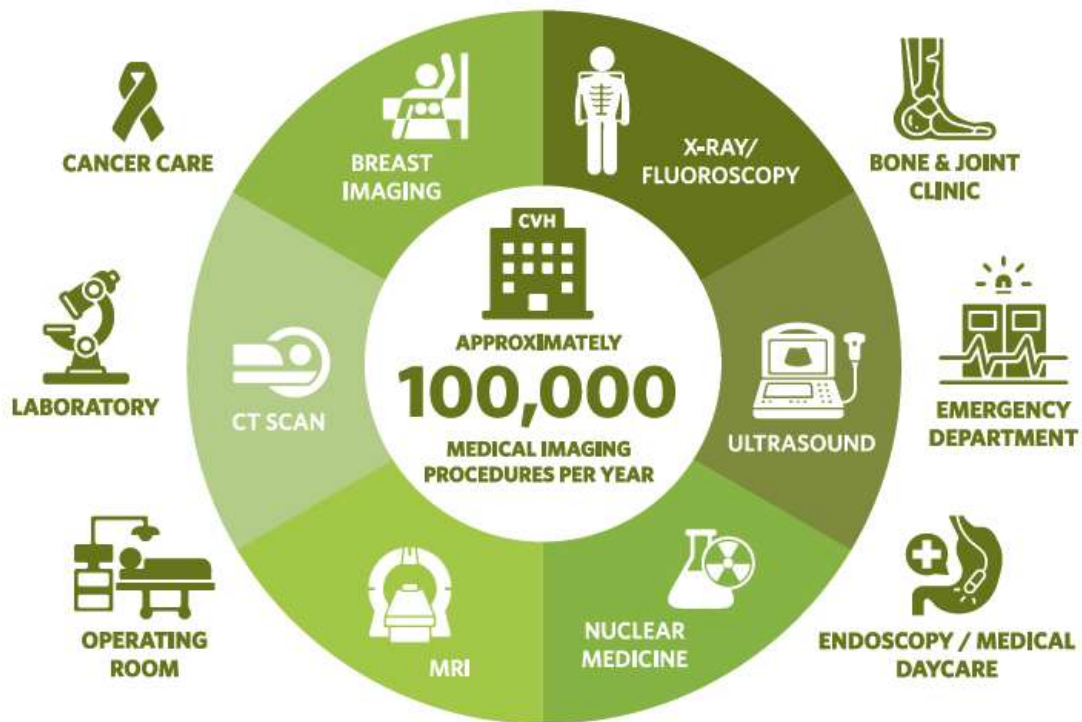 CANCER CARE
BREAST
IMAGING
X-RAY/
FLUOROSCOPY
BONE & JOINT
CLINIC
CVH
APPROXIMATELY
100,000
MEDICAL IMAGING
PROCEDURES PER YEAR
LABORATORY
CT SCAN
ULTRASOUND
EMERGENCY
DEPARTMENT
OPERATING
ROOM
MRI
NUCLEAR
MEDICINE
ENDOSCOPY / MEDICAL
DAYCARE